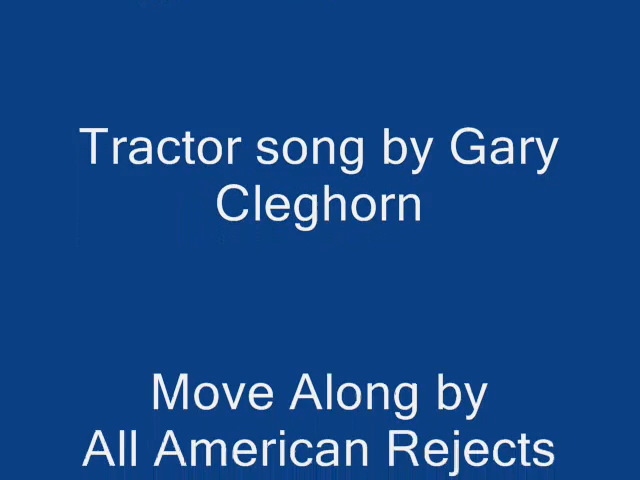 Tractor song by Gary
Cleghorn
Move Along by
All American Rejects